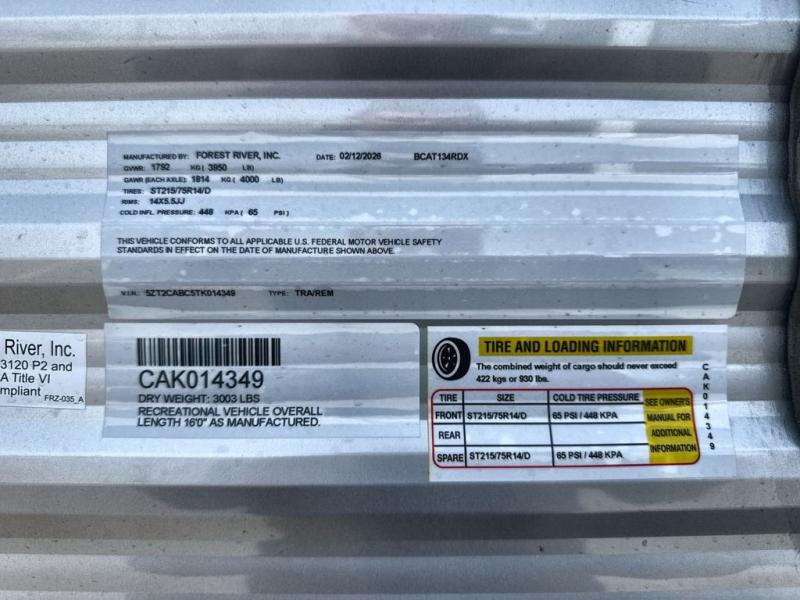 MANUFACTURED BY: FOREST RIVER, INC. DATE: 02/12/2026 BCAT134RDX
GVWR: 1792 KG ( 3950 LB)
GAWR (EACH AXLE): 1814 KG ( 4000 LB)
TIRES: ST215/75R14/D
RIMS: 14X5.5JJ
COLD INFL. PRESSURE: 448 KPA ( 65 PSI )
THIS VEHICLE CONFORMS TO ALL APPLICABLE U.S. FEDERAL MOTOR VEHICLE SAFETY
STANDARDS IN EFFECT ON THE DATE OF MANUFACTURE SHOWN ABOVE.
V.I.N.: 5ZT2CABC5TK014349 TYPE: TRA/REM
River, Inc.
3120 P2 and
A Title VI
mpliant
FRZ-035_A
CAK014349
DRY WEIGHT: 3003 LBS
RECREATIONAL VEHICLE OVERALL
LENGTH 16'0" AS MANUFACTURED.
TIRE AND LOADING INFORMATION
The combined weight of cargo should never exceed
422 kgs or 930 lbs.
TIRE SIZE COLD TIRE PRESSURE
FRONT ST215/75R14/D 65 PSI / 448 KPA
REAR
SPARE ST215/75R14/D 65 PSI / 448 KPA
SEE OWNER'S
MANUAL FOR
ADDITIONAL
INFORMATION
CAK014349